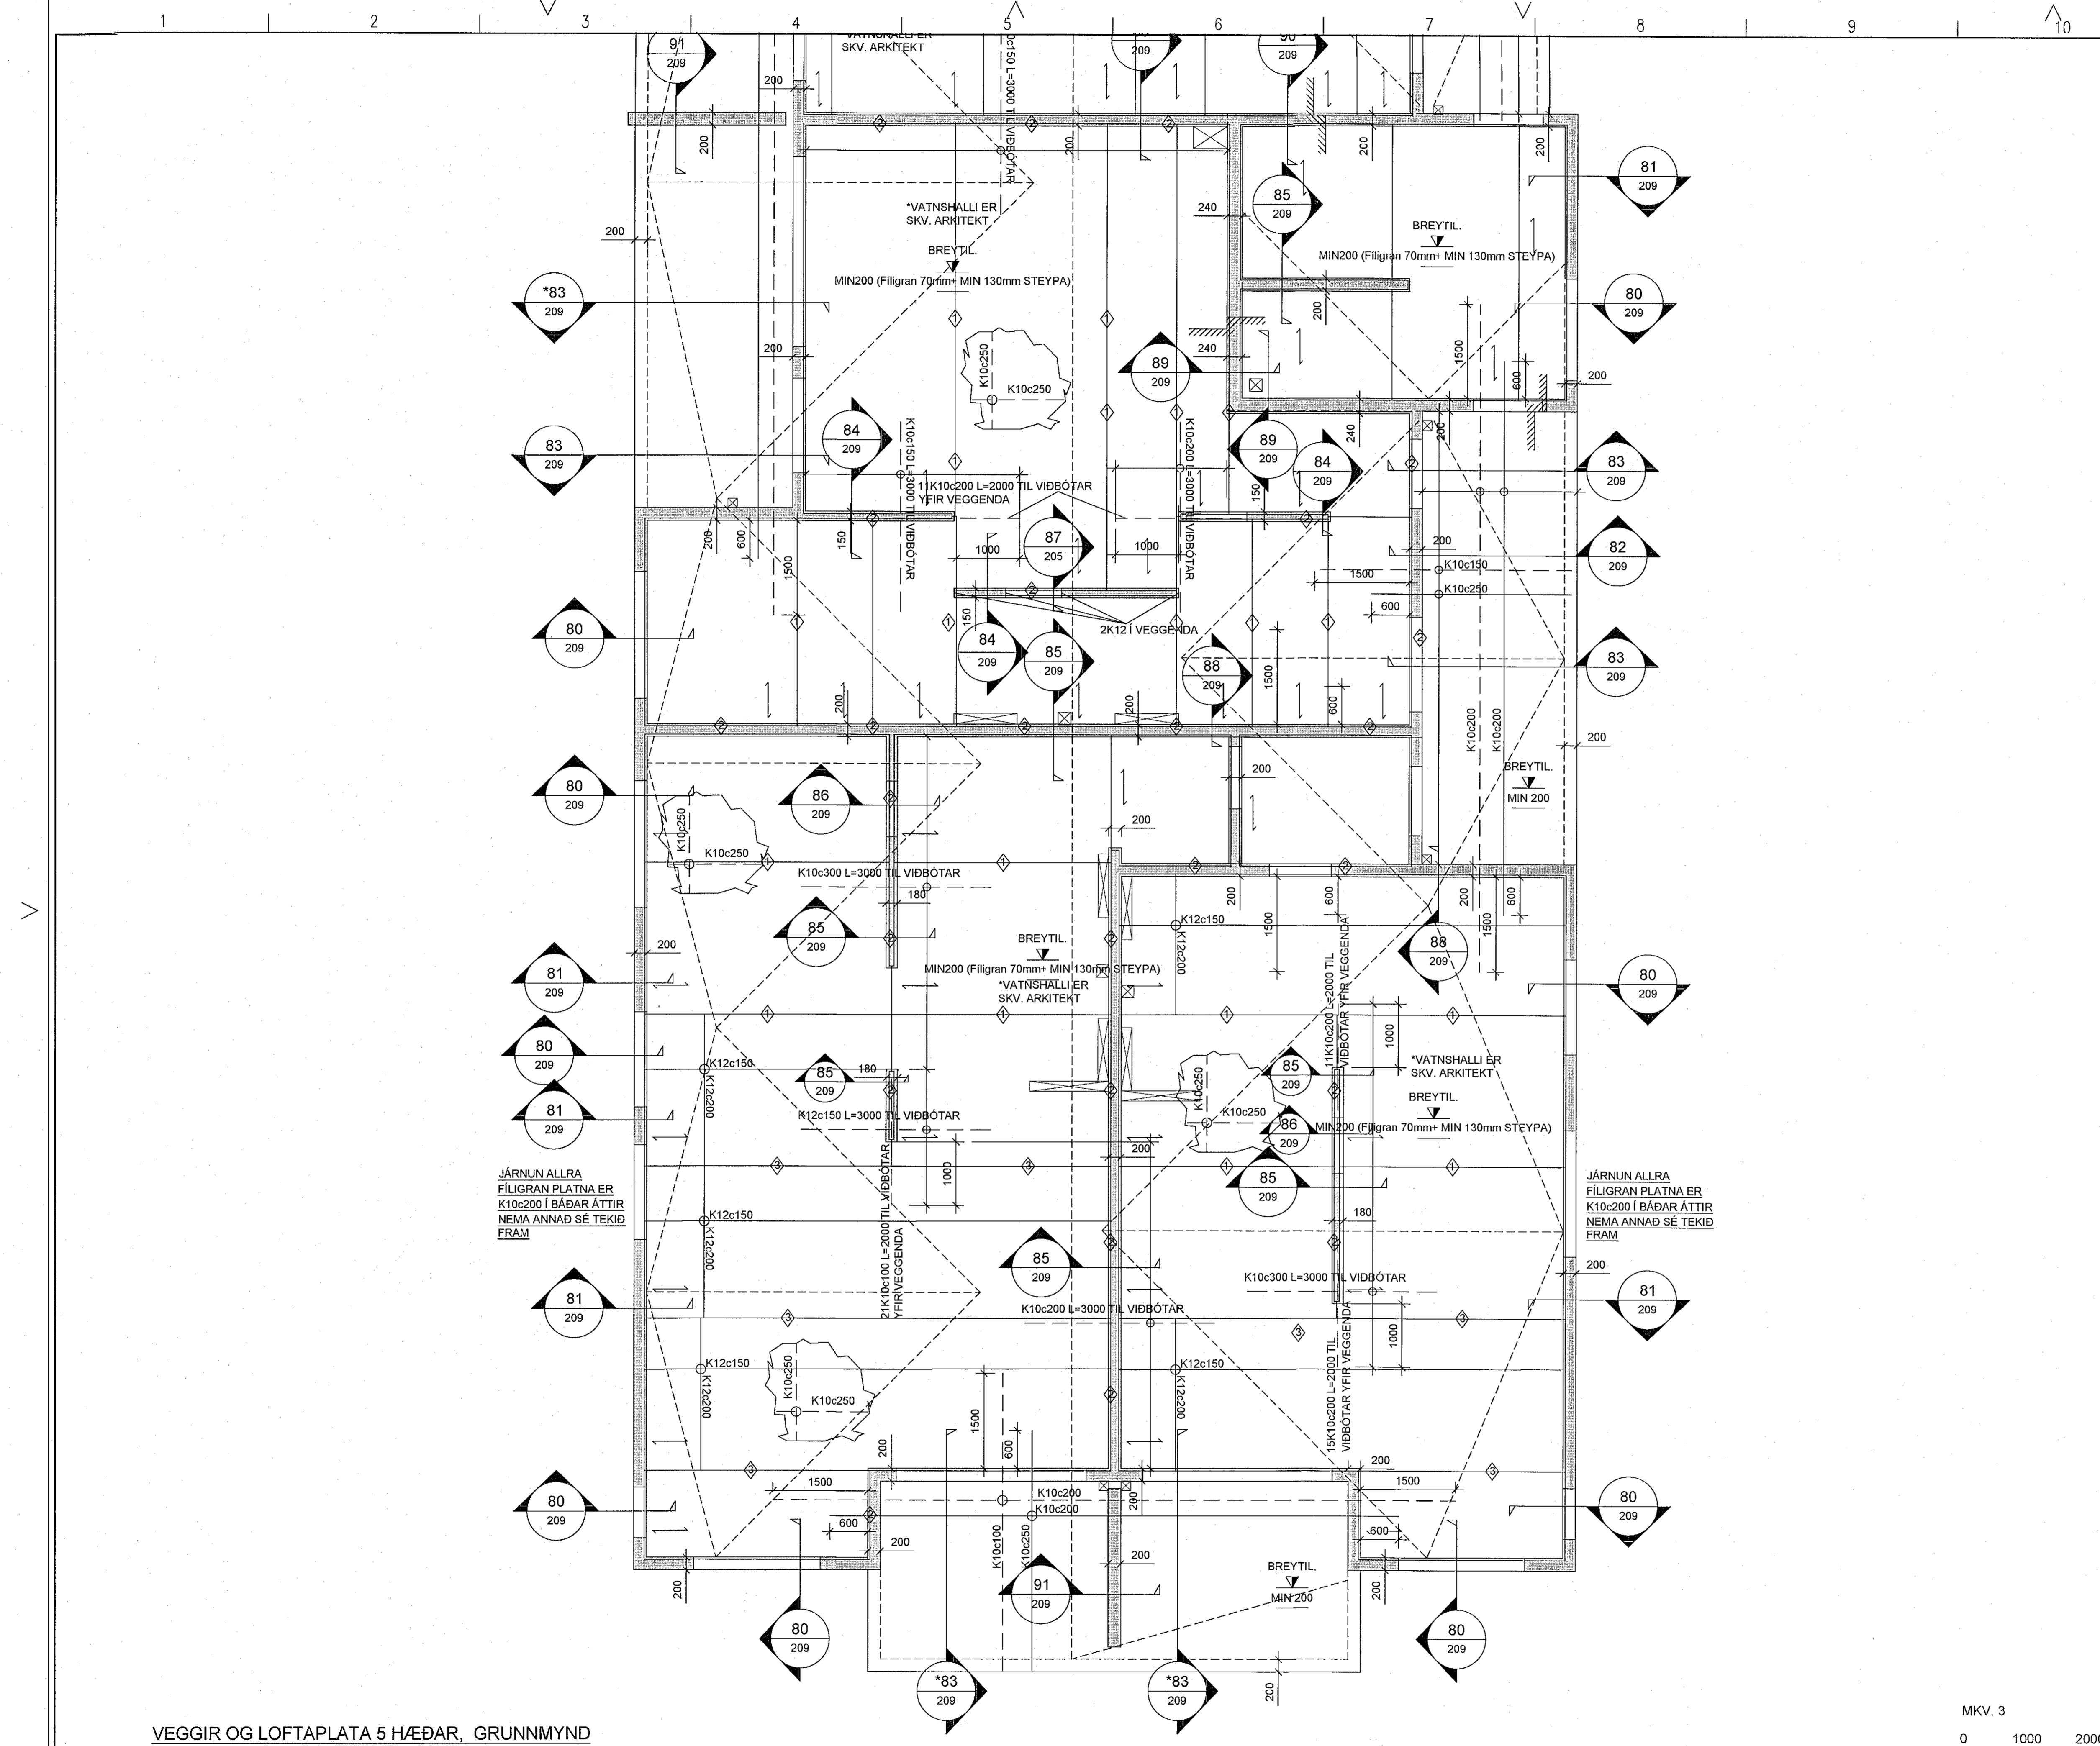 1 2 3 4 5 6 7 8 9 10
91
209
SKV. ARKITEKT
209
209
200
200
200
200
200
81
209
85
209
240
*VATNSHALLI ER
SKV. ARKITEKT
BREYTIL.
MIN200 (Fíligran 70mm+ MIN 130mm STEYPA)
BREYTIL.
MIN200 (Fíligran 70mm+ MIN 130mm STEYPA)
200
*83
209
80
209
200
200
240
89
209
1500
600
200
K10c250
K10c250
84
209
83
209
89
209
84
209
240
200
83
209
K10c150 L=3000 TIL VIÐBÓTAR
K10c200 L=3000 TIL VIÐBÓTAR
11K10c200 L=2000 TIL VIÐBÓTAR
YFIR VEGGENDA
150
200
600
1500
150
1000
87
205
1000
200
82
209
K10c150
K10c250
1500
600
150
2K12 Í VEGGENDA
80
209
84
209
85
209
88
209
1500
600
83
209
200
200
K10c200
K10c200
200
BREYTIL.
MIN 200
80
209
86
209
200
200
K10c250
K10c250
K10c300 L=3000 TIL VIÐBÓTAR
180
200
1500
600
200
1500
600
K12c150
K12c200
85
209
88
209
200
BREYTIL.
MIN200 (Fíligran 70mm+ MIN 130mm STEYPA)
*VATNSHALLI ER
SKV. ARKITEKT
81
209
80
209
11K10c200 L=2000 TIL
VIÐBÓTAR YFIR VEGGENDA
1000
80
209
K12c150
K12c200
85
209
180
K10c250
K10c250
85
209
*VATNSHALLI ER
SKV. ARKITEKT
BREYTIL.
MIN200 (Fíligran 70mm+ MIN 130mm STEYPA)
81
209
K12c150 L=3000 TIL VIÐBÓTAR
86
209
200
1000
85
209
JÁRNUN ALLRA
FÍLIGRAN PLATNA ER
K10c200 Í BÁÐAR ÁTTIR
NEMA ANNAÐ SÉ TEKIÐ
FRAM
JÁRNUN ALLRA
FÍLIGRAN PLATNA ER
K10c200 Í BÁÐAR ÁTTIR
NEMA ANNAÐ SÉ TEKIÐ
FRAM
K12c150
K12c200
21K10c100 L=2000 TIL VIÐBÓTAR
YFIR VEGGENDA
180
85
209
K10c300 L=3000 TIL VIÐBÓTAR
200
81
209
K10c200 L=3000 TIL VIÐBÓTAR
81
209
1000
K12c150
K12c200
K10c250
K10c250
K12c150
K12c200
15K10c200 L=2000 TIL
VIÐBÓTAR YFIR VEGGENDA
1500
600
200
200
1500
1500
K10c200
K10c200
200
80
209
80
209
600
600
200
K10c100
K10c250
200
91
209
BREYTIL.
MIN 200
200
200
80
209
80
209
*83
209
*83
209
200
VEGGIR OG LOFTAPLATA 5 HÆÐAR, GRUNNMYND
MKV. 3
0 1000